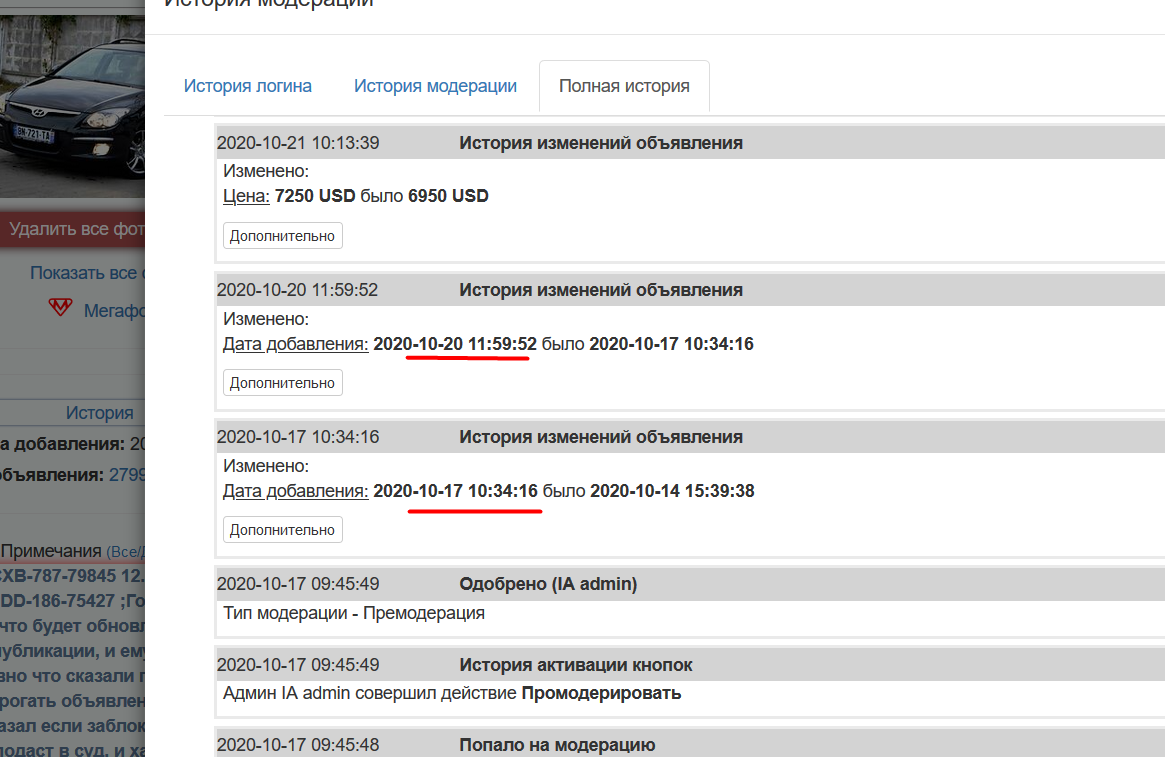 История модерации
История логина
История модерации
Полная история
2020-10-21 10:13:39 История изменений объявления
Изменено:
Цена: 7250 USD было 6950 USD
Дополнительно
2020-10-20 11:59:52 История изменений объявления
Изменено:
Дата добавления: 2020-10-20 11:59:52 было 2020-10-17 10:34:16
Дополнительно
2020-10-17 10:34:16 История изменений объявления
Изменено:
Дата добавления: 2020-10-17 10:34:16 было 2020-10-14 15:39:38
Дополнительно
2020-10-17 09:45:49 Одобрено (IA admin)
Тип модерации - Премодерация
2020-10-17 09:45:49 История активации кнопок
Админ IA admin совершил действие Промодерировать
2020-10-17 09:45:48 Попало на модерацию
BN-721-TA
Удалить все фот
Показать все
Мегафо
История
а добавления: 20
объявления: 2799
Примечания (Все/Д
СХВ-787-79845 12.
DD-186-75427 ;Го
что будет обновл
убликации, и ему
вно что сказали п
рогать объявлен
азал если заблок
подаст в суд, и ха